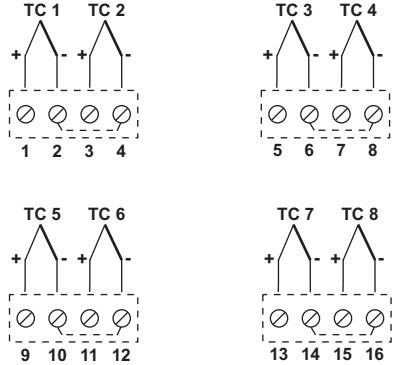 TC 1 TC 2 TC 3 TC 4
+ - + - + - + -
1 2 3 4 5 6 7 8
TC 5 TC 6 TC 7 TC 8
+ - + - + - + -
9 10 11 12 13 14 15 16